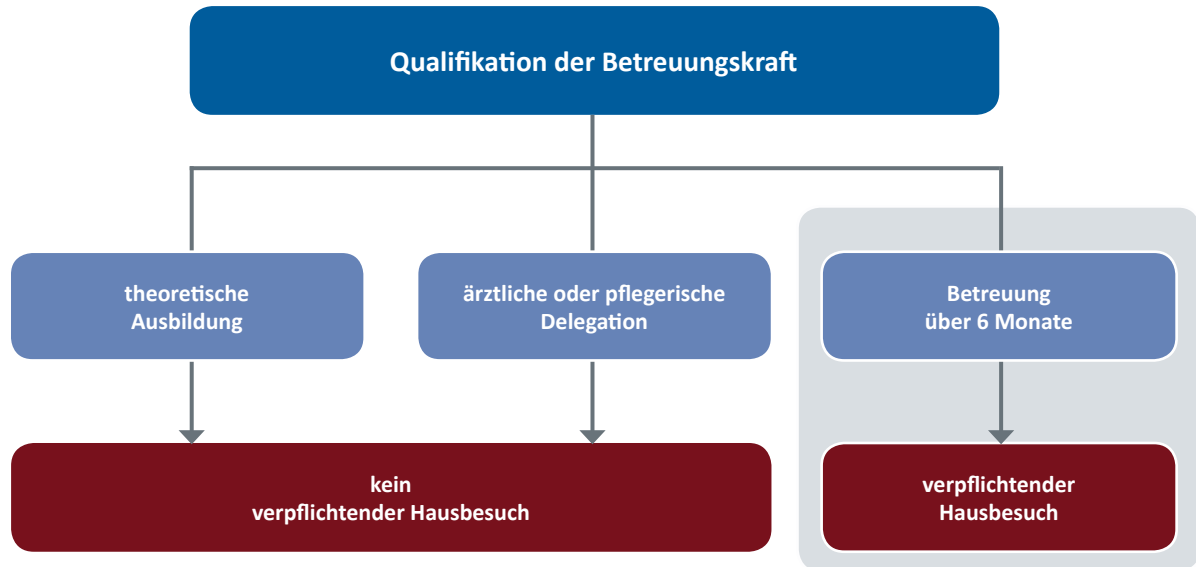 Qualifikation der Betreuungskraft
theoretische
Ausbildung
ärztliche oder pflegerische
Delegation
Betreuung
über 6 Monate
kein
verpflichtender Hausbesuch
verpflichtender
Hausbesuch